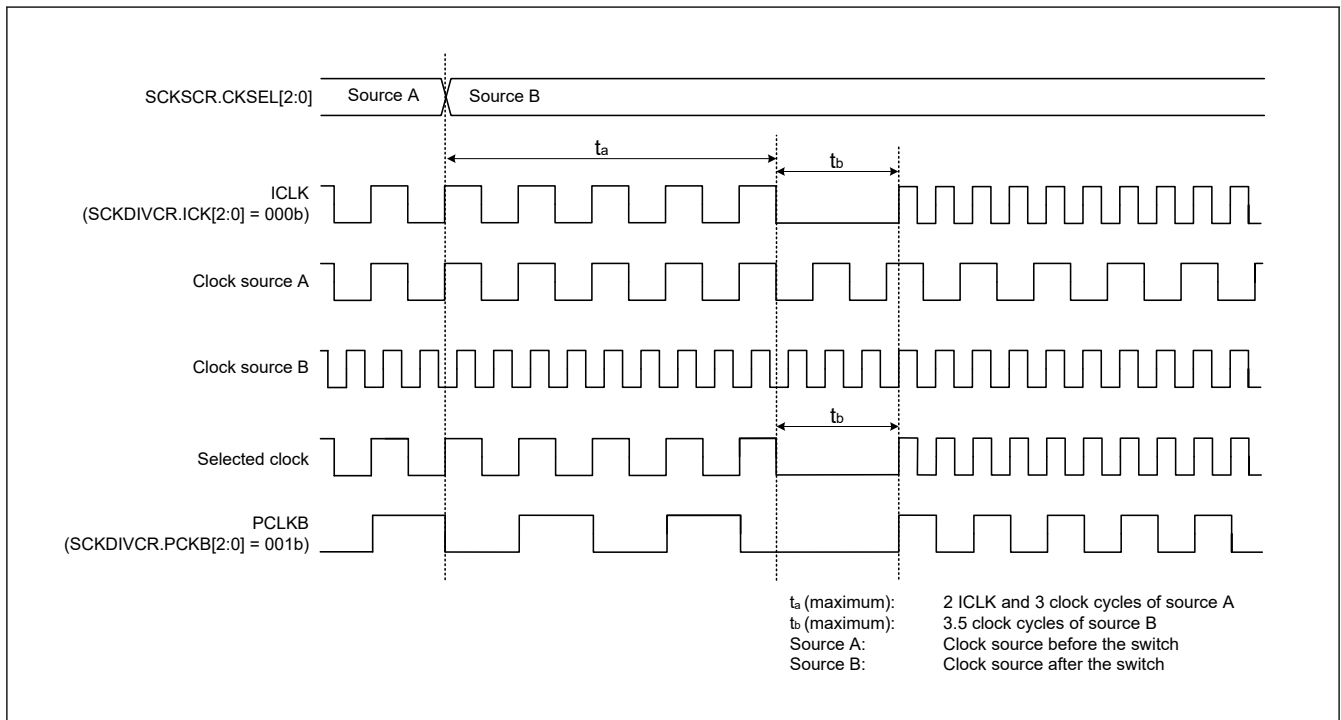 SCKSCR.CKSEL[2:0]
Source A
Source B
ta
tb
ICLK
(SCKDIVCR.ICK[2:0] = 000b)
Clock source A
Clock source B
tb
Selected clock
PCLKB
(SCKDIVCR.PCKB[2:0] = 001b)
ta (maximum): 2 ICLK and 3 clock cycles of source A
tb (maximum): 3.5 clock cycles of source B
Source A: Clock source before the switch
Source B: Clock source after the switch